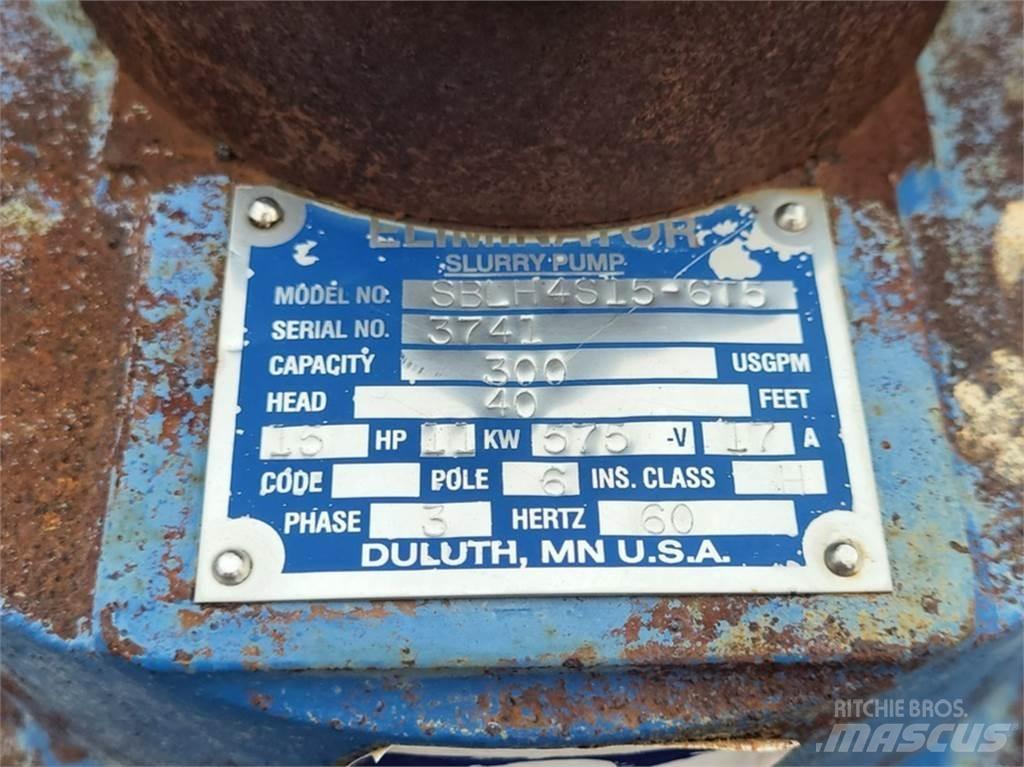 ELIMINATOR
SLURRY PUMP
MODEL NO. SBLH4S15-6T5
SERIAL NO. 3741
CAPACITY 300 USGPM
HEAD 40 FEET
15 HP 11 KW 575 -V 17 A
CODE POLE 6 INS. CLASS H
PHASE 3 HERTZ 60
DULUTH, MN U.S.A.
RITCHIE BROS.
MASCUS